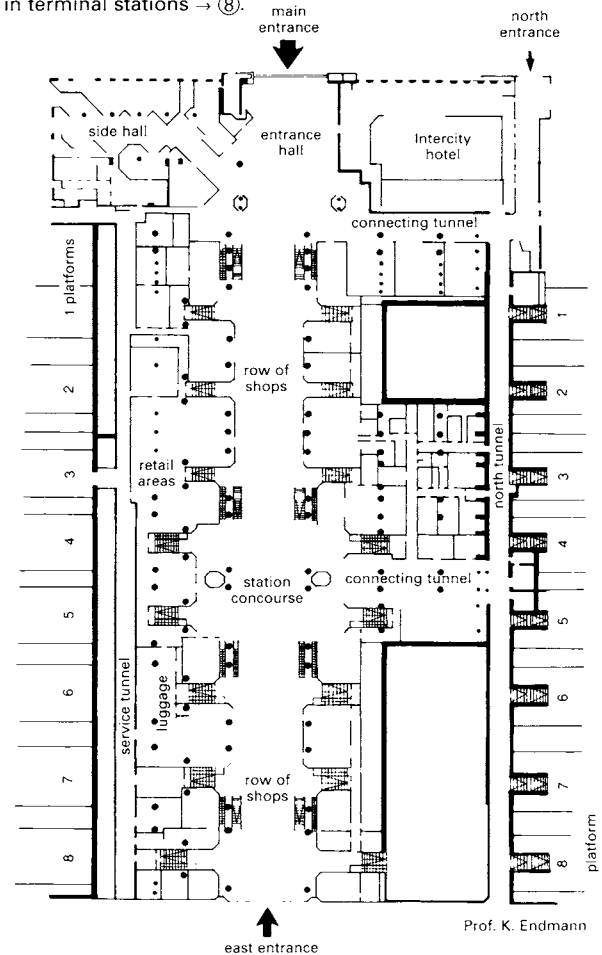 in terminal stations → ⑧.
main
entrance
north
entrance
side hall
entrance
hall
Intercity
hotel
connecting tunnel
1 platforms
1
row of
shops
2
2
retail
areas
north tunnel
3
3
4
4
station
concourse
connecting tunnel
5
5
service tunnel
luggage
6
6
row of
shops
7
7
8
8
platform
Prof. K. Endmann
east entrance